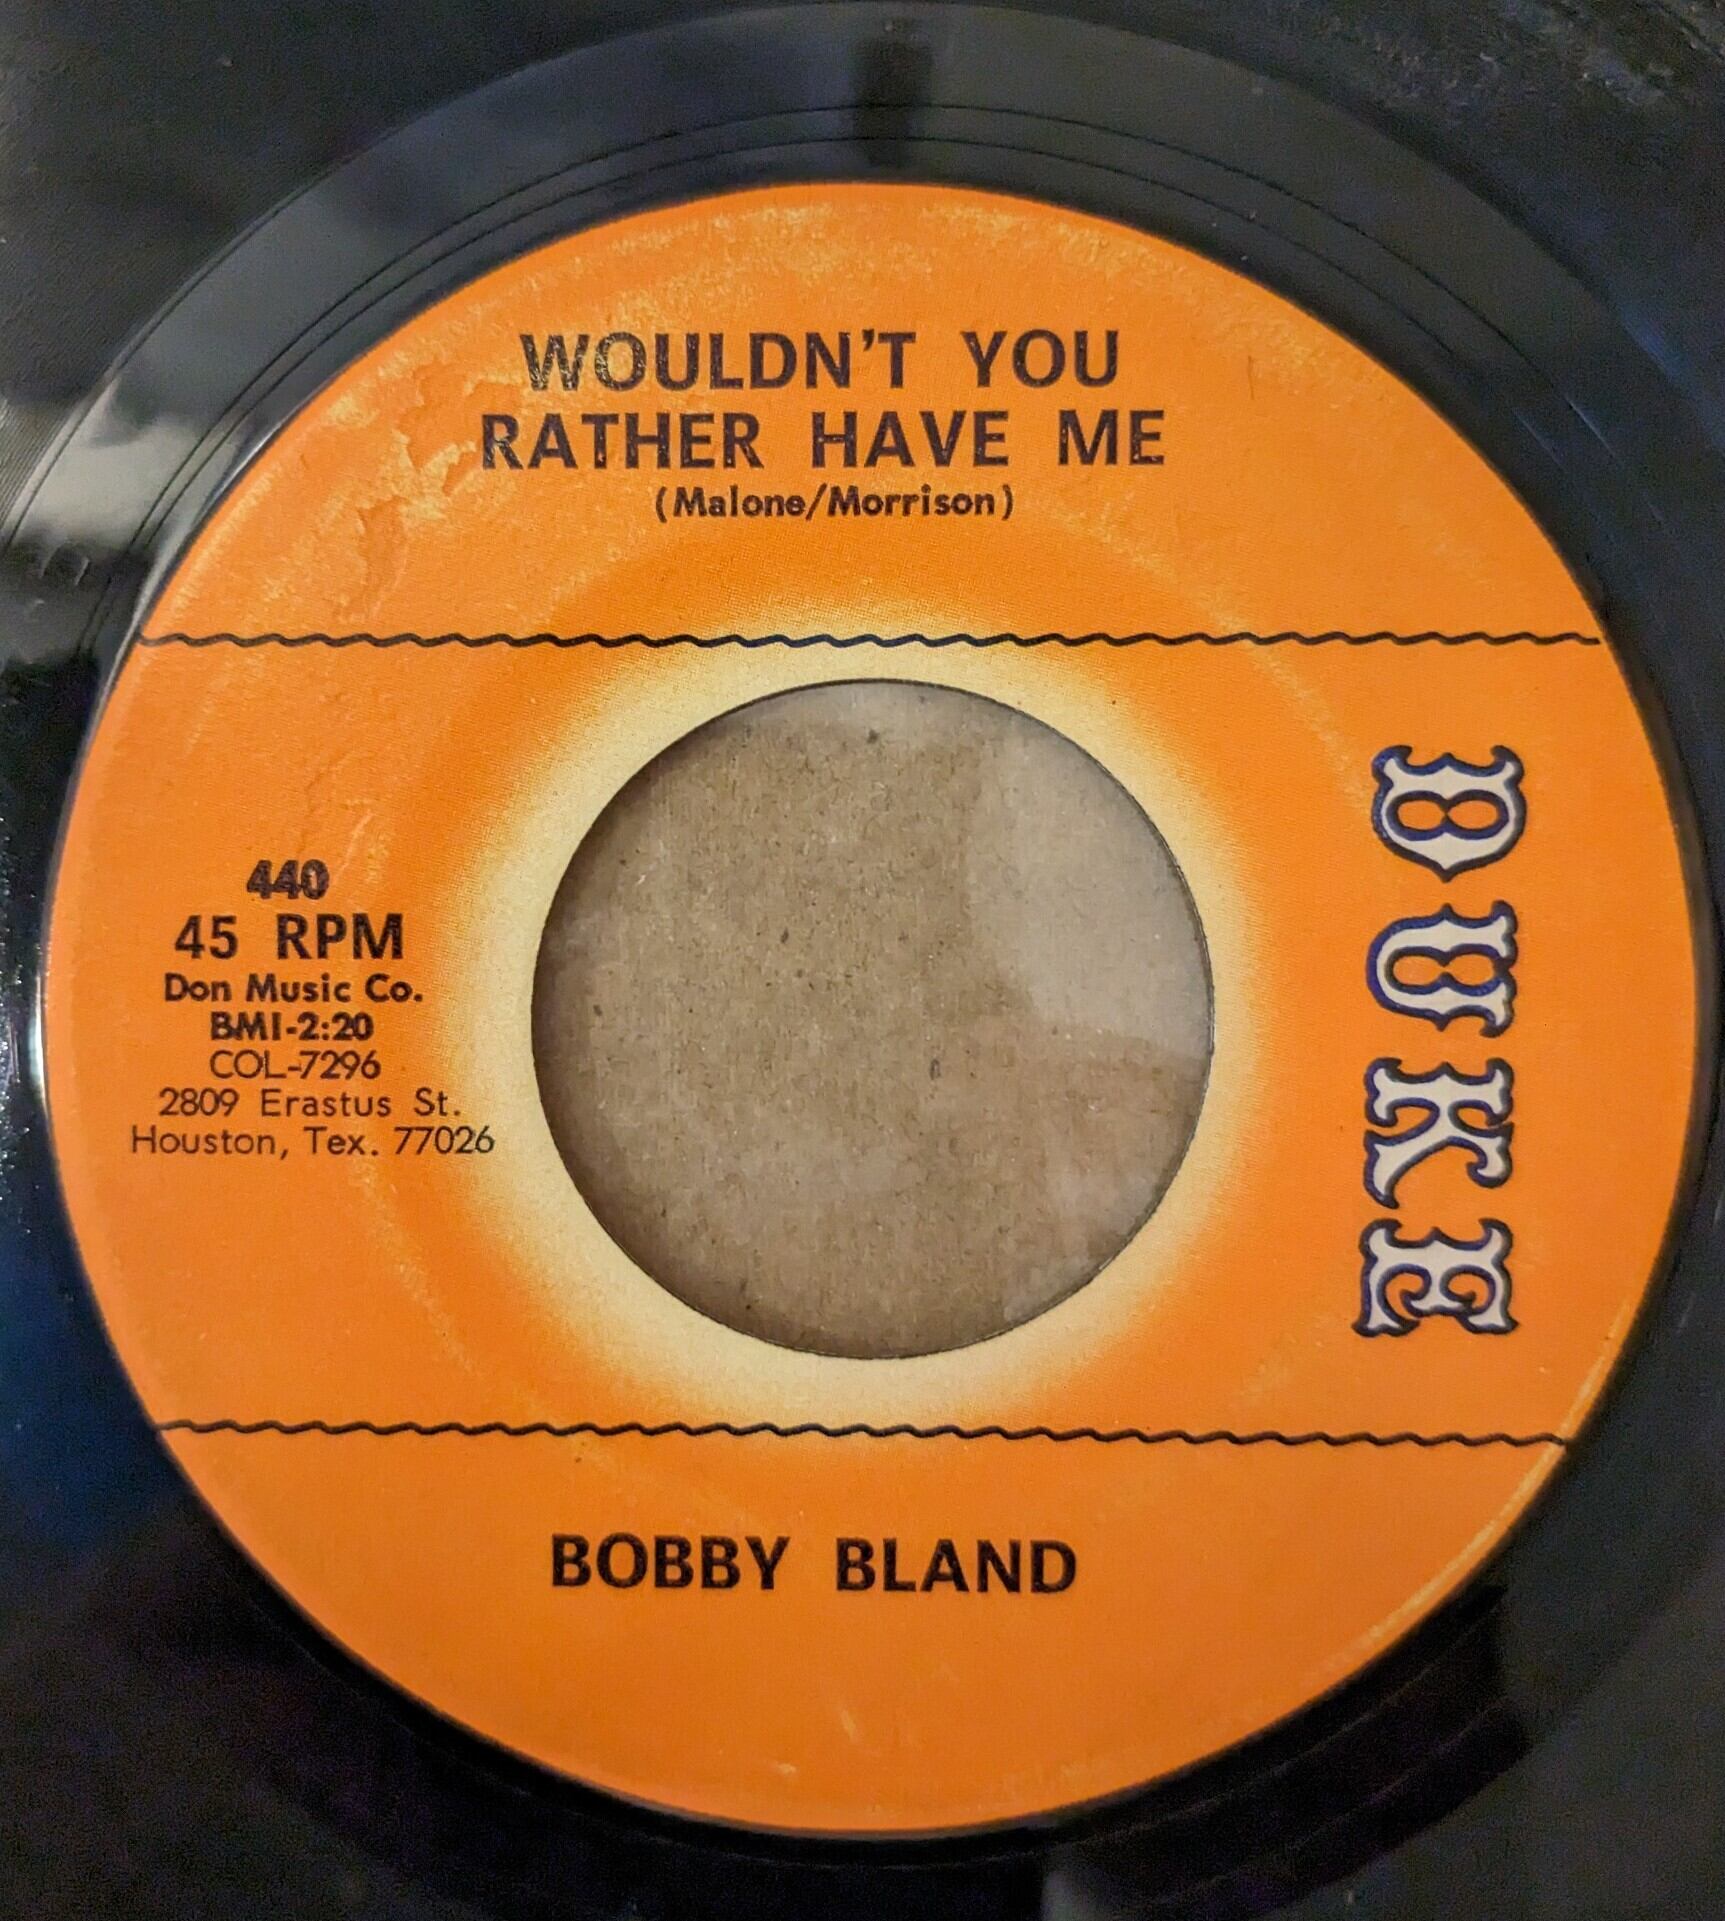 WOULDN'T YOU
RATHER HAVE ME
(Malone/Morrison)
440
45 RPM
Don Music Co.
BMI-2:20
COL-7296
2809 Erastus St.
Houston, Tex. 77026
DUKE
BOBBY BLAND